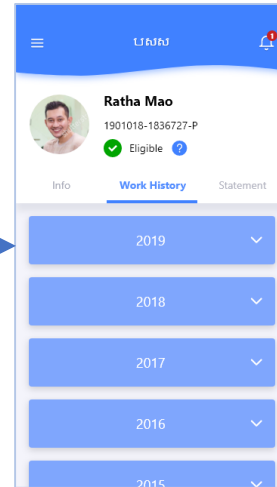 បសស
1
Ratha Mao
1901018-1836727-P
Eligible ?
Info Work History Statement
2019
2018
2017
2016
2015